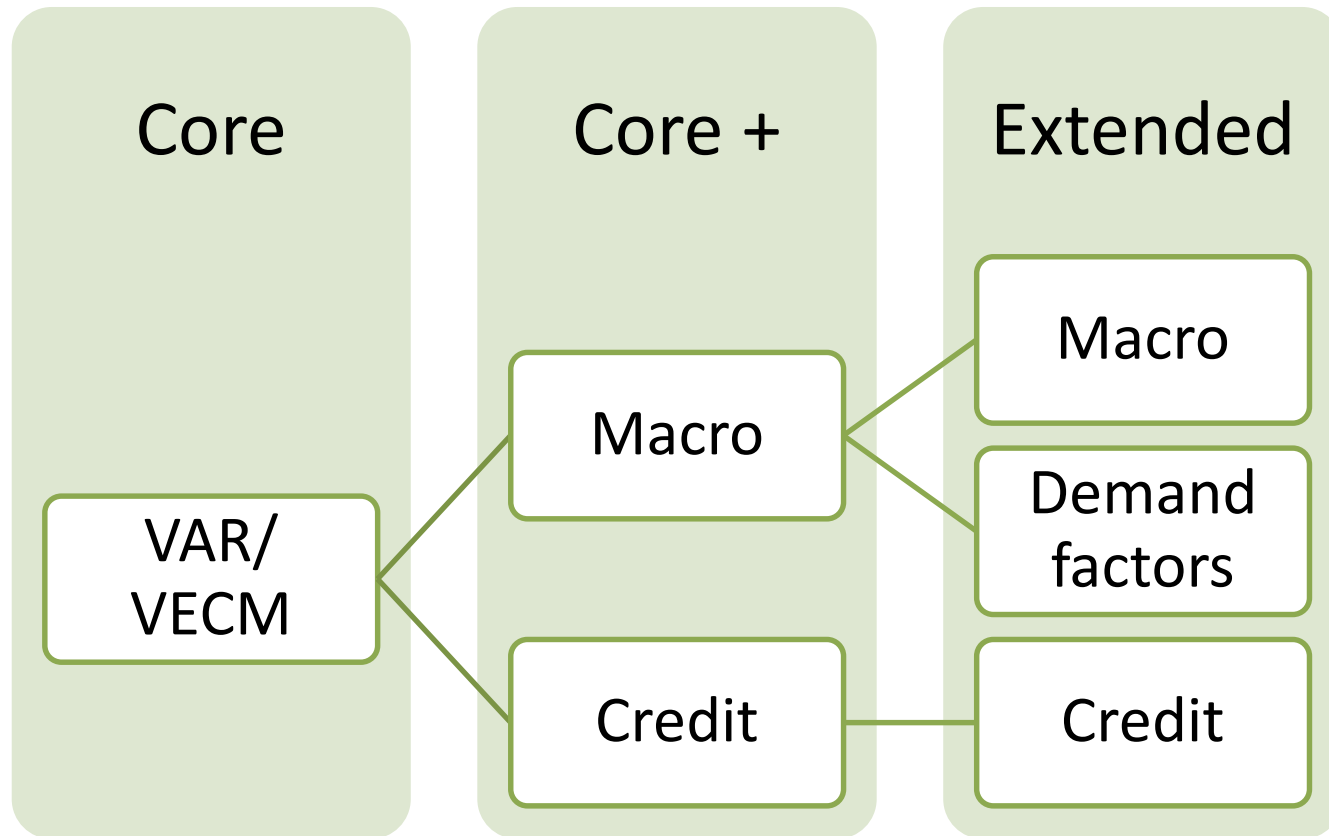 Core
Core +
Extended
VAR/
VECM
Macro
Credit
Macro
Demand
factors
Credit